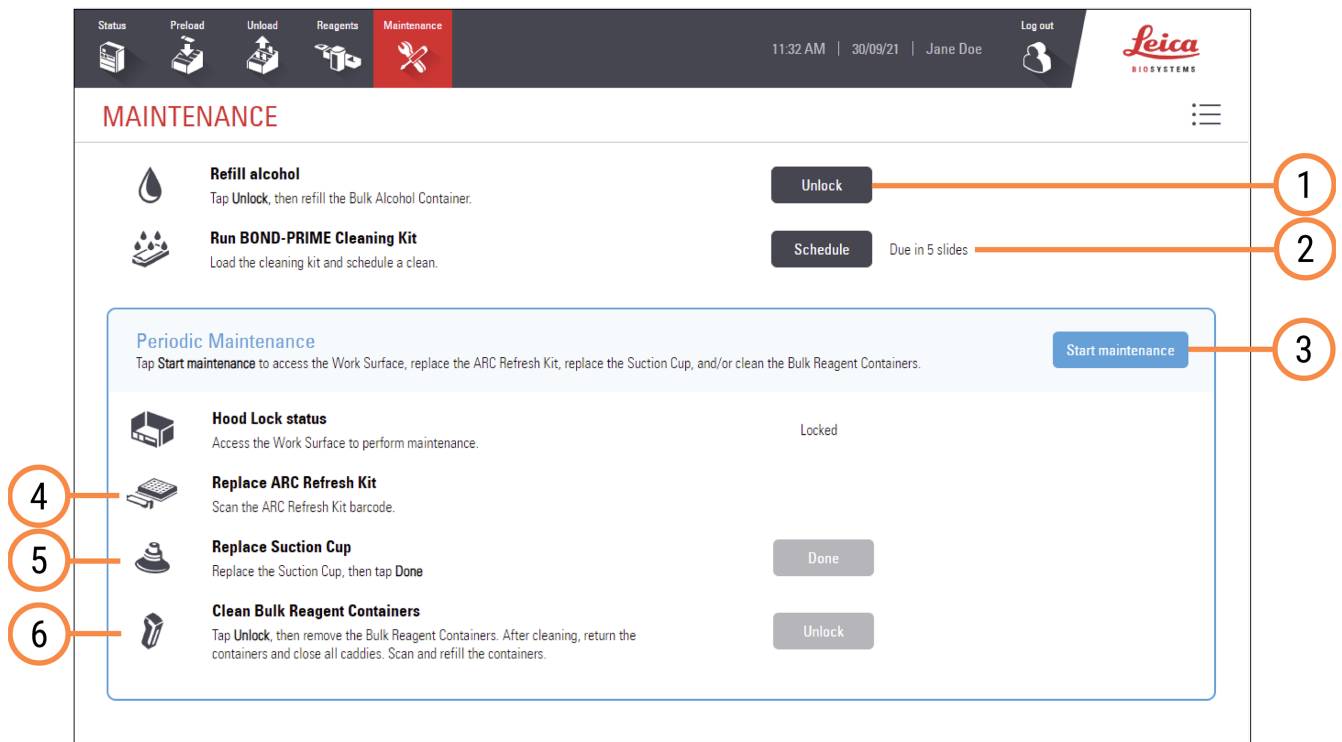 Status Preload Unload Reagents Maintenance
11:32 AM | 30/09/21 | Jane Doe
Log out
Leica
BIOSYSTEMS
MAINTENANCE
Refill alcohol
Tap Unlock, then refill the Bulk Alcohol Container.
Unlock
1
Run BOND-PRIME Cleaning Kit
Load the cleaning kit and schedule a clean.
Schedule
Due in 5 slides
2
Periodic Maintenance
Tap Start maintenance to access the Work Surface, replace the ARC Refresh Kit, replace the Suction Cup, and/or clean the Bulk Reagent Containers.
Start maintenance
3
Hood Lock status
Access the Work Surface to perform maintenance.
Locked
4
Replace ARC Refresh Kit
Scan the ARC Refresh Kit barcode.
5
Replace Suction Cup
Replace the Suction Cup, then tap Done
Done
6
Clean Bulk Reagent Containers
Tap Unlock, then remove the Bulk Reagent Containers. After cleaning, return the
containers and close all caddies. Scan and refill the containers.
Unlock